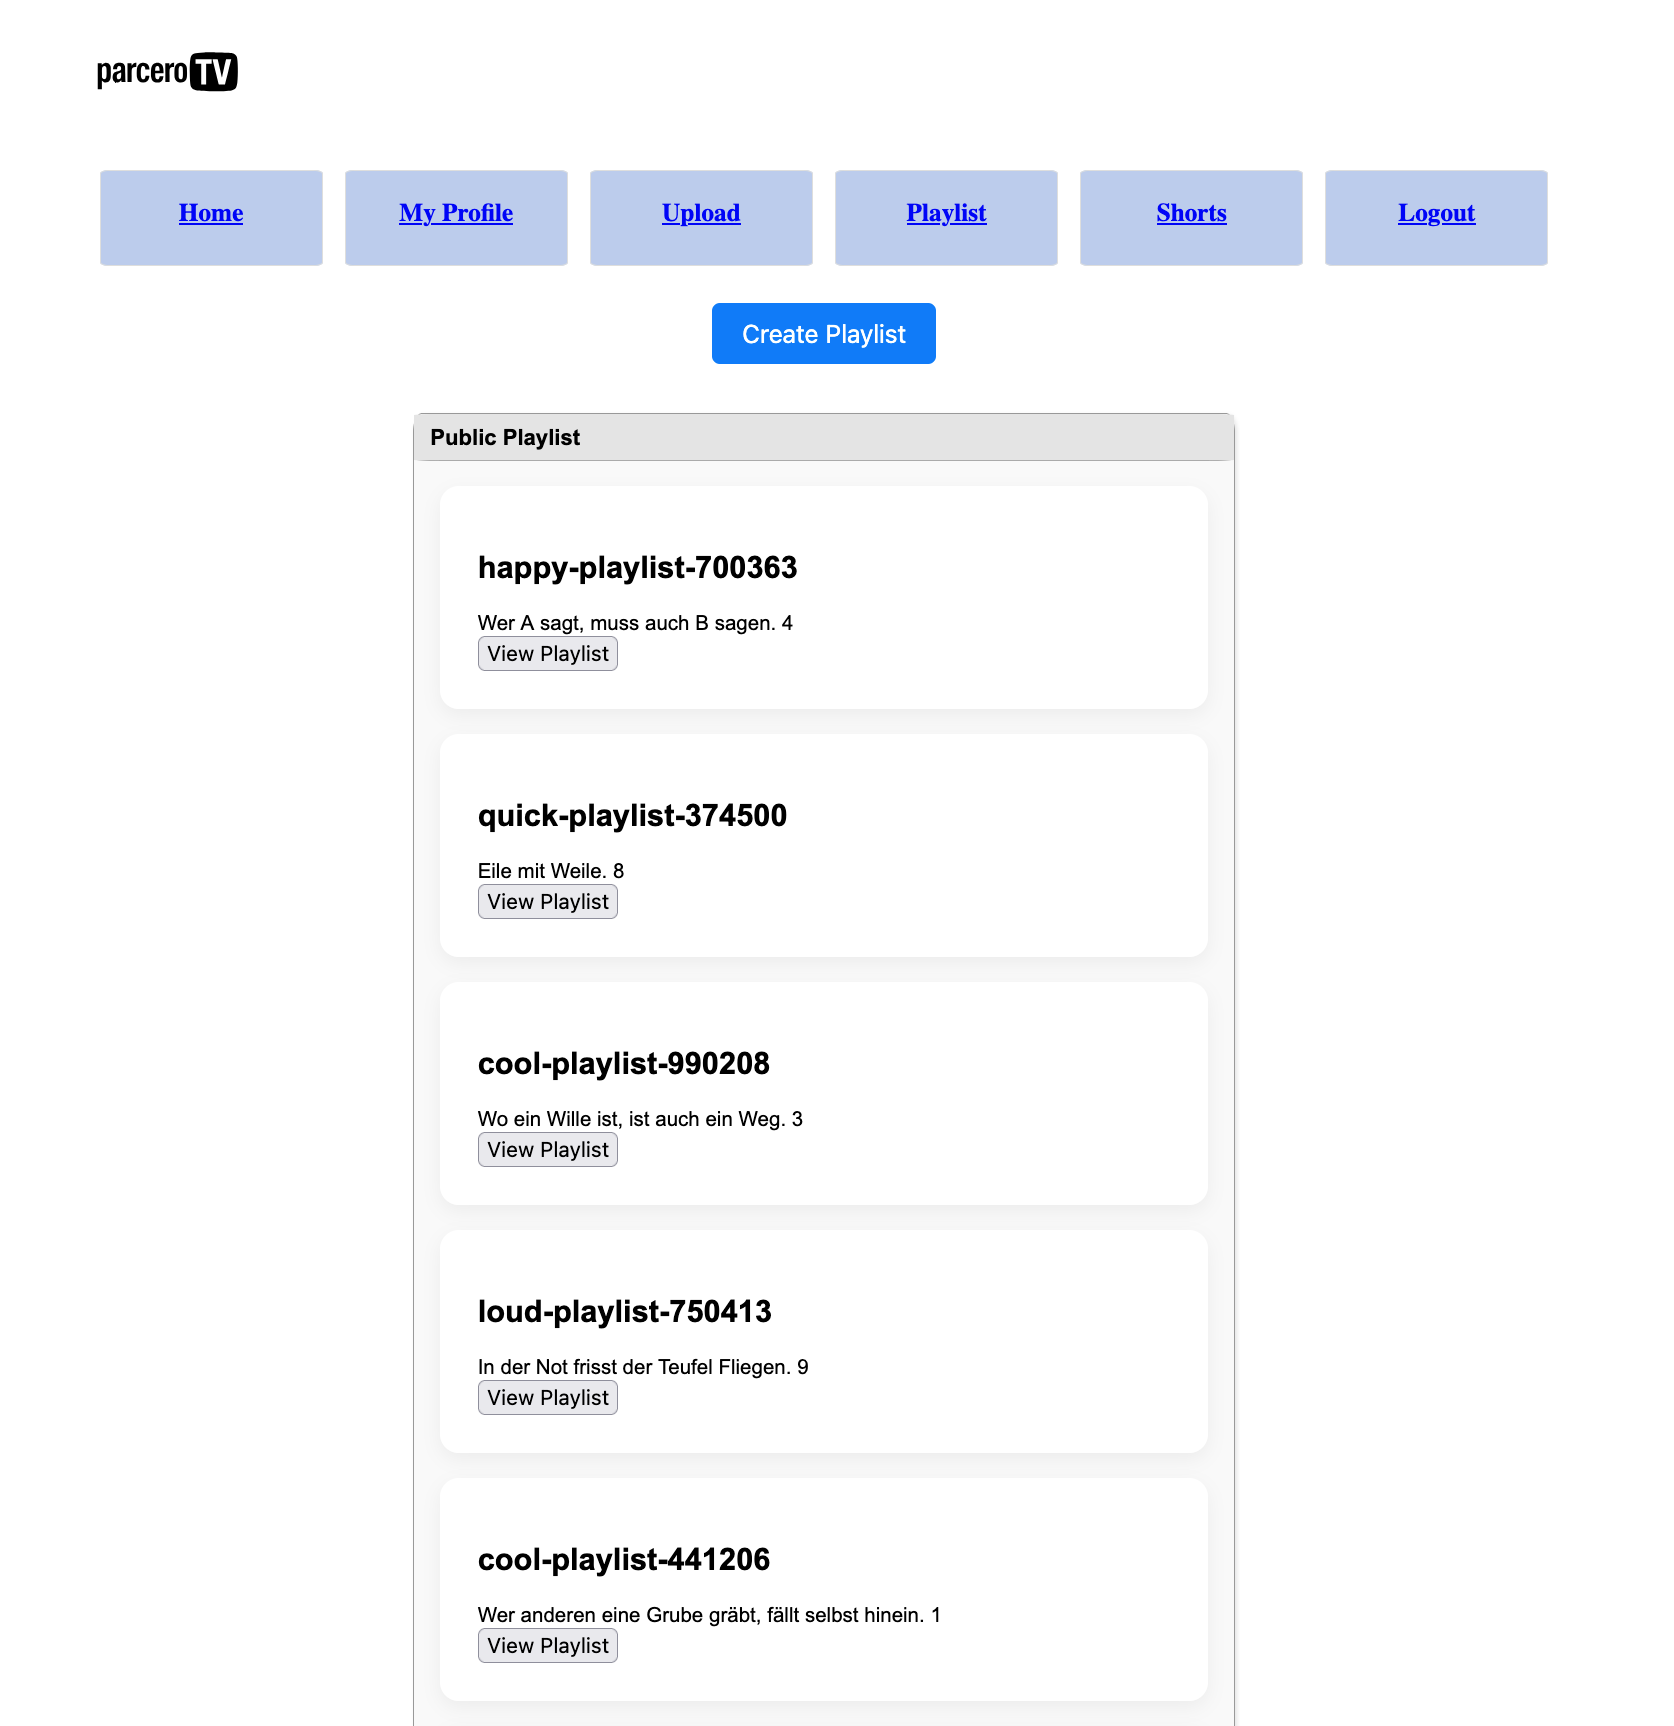 parceroTV
Home My Profile Upload Playlist Shorts Logout
Create Playlist
Public Playlist
happy-playlist-700363
Wer A sagt, muss auch B sagen. 4
View Playlist
quick-playlist-374500
Eile mit Weile. 8
View Playlist
cool-playlist-990208
Wo ein Wille ist, ist auch ein Weg. 3
View Playlist
loud-playlist-750413
In der Not frisst der Teufel Fliegen. 9
View Playlist
cool-playlist-441206
Wer anderen eine Grube gräbt, fällt selbst hinein. 1
View Playlist